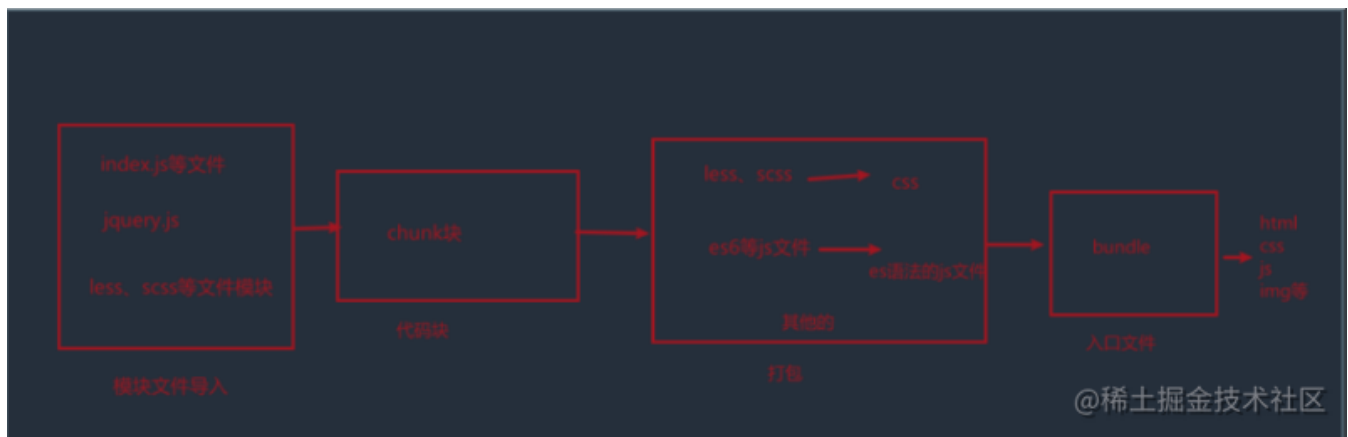 index.js等文件
jquery.js
less、scss等文件模块
模块文件导入
chunk块
代码块
less、scss
css
es6等js文件
es语法的js文件
其他的
打包
bundle
入口文件
html
css
js
img等
@稀土掘金技术社区